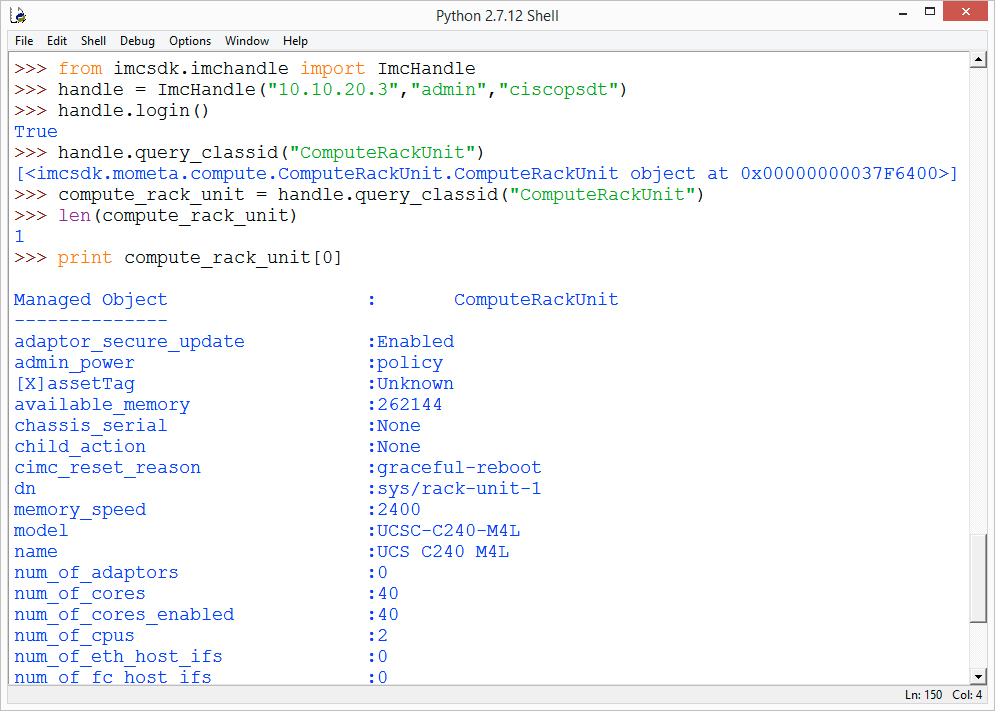 Python 2.7.12 Shell
File Edit Shell Debug Options Window Help
>>> from imcsdk.imchandle import ImcHandle
>>> handle = ImcHandle("10.10.20.3","admin","ciscopsdt")
>>> handle.login()
True
>>> handle.query_classid("ComputeRackUnit")
[<imcsdk.mometa.compute.ComputeRackUnit.ComputeRackUnit object at 0x00000000037F6400>]
>>> compute_rack_unit = handle.query_classid("ComputeRackUnit")
>>> len(compute_rack_unit)
1
>>> print compute_rack_unit[0]
Managed Object : ComputeRackUnit
--------------
adaptor_secure_update :Enabled
admin_power :policy
[X]assetTag :Unknown
available_memory :262144
chassis_serial :None
child_action :None
cimc_reset_reason :graceful-reboot
dn :sys/rack-unit-1
memory_speed :2400
model :UCSC-C240-M4L
name :UCS C240 M4L
num_of_adaptors :0
num_of_cores :40
num_of_cores_enabled :40
num_of_cpus :2
num_of_eth_host_ifs :0
num_of_fc_host_ifs :0
Ln: 150 Col: 4